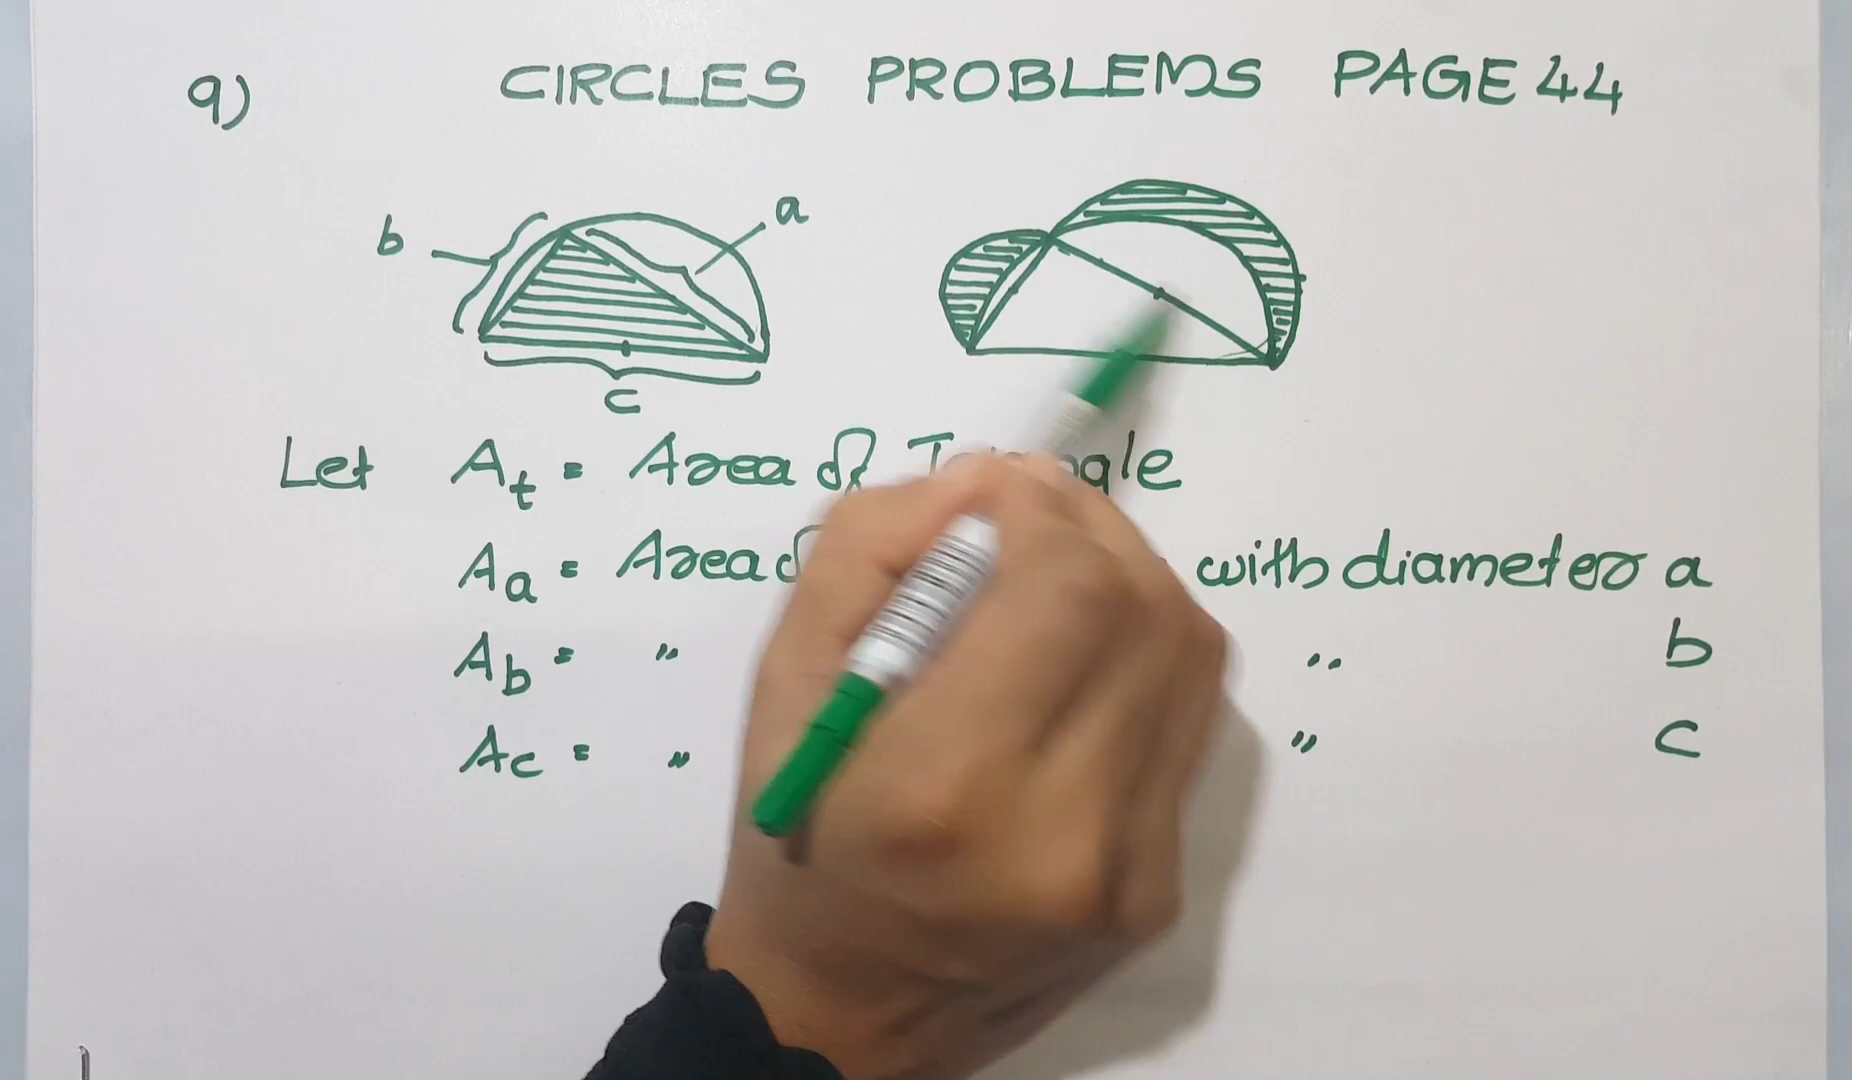 9) CIRCLES PROBLEMS PAGE 44
b
a
c
Let At = Area of
Aa = Area with diameter a
Ab = " " b
Ac = " " c